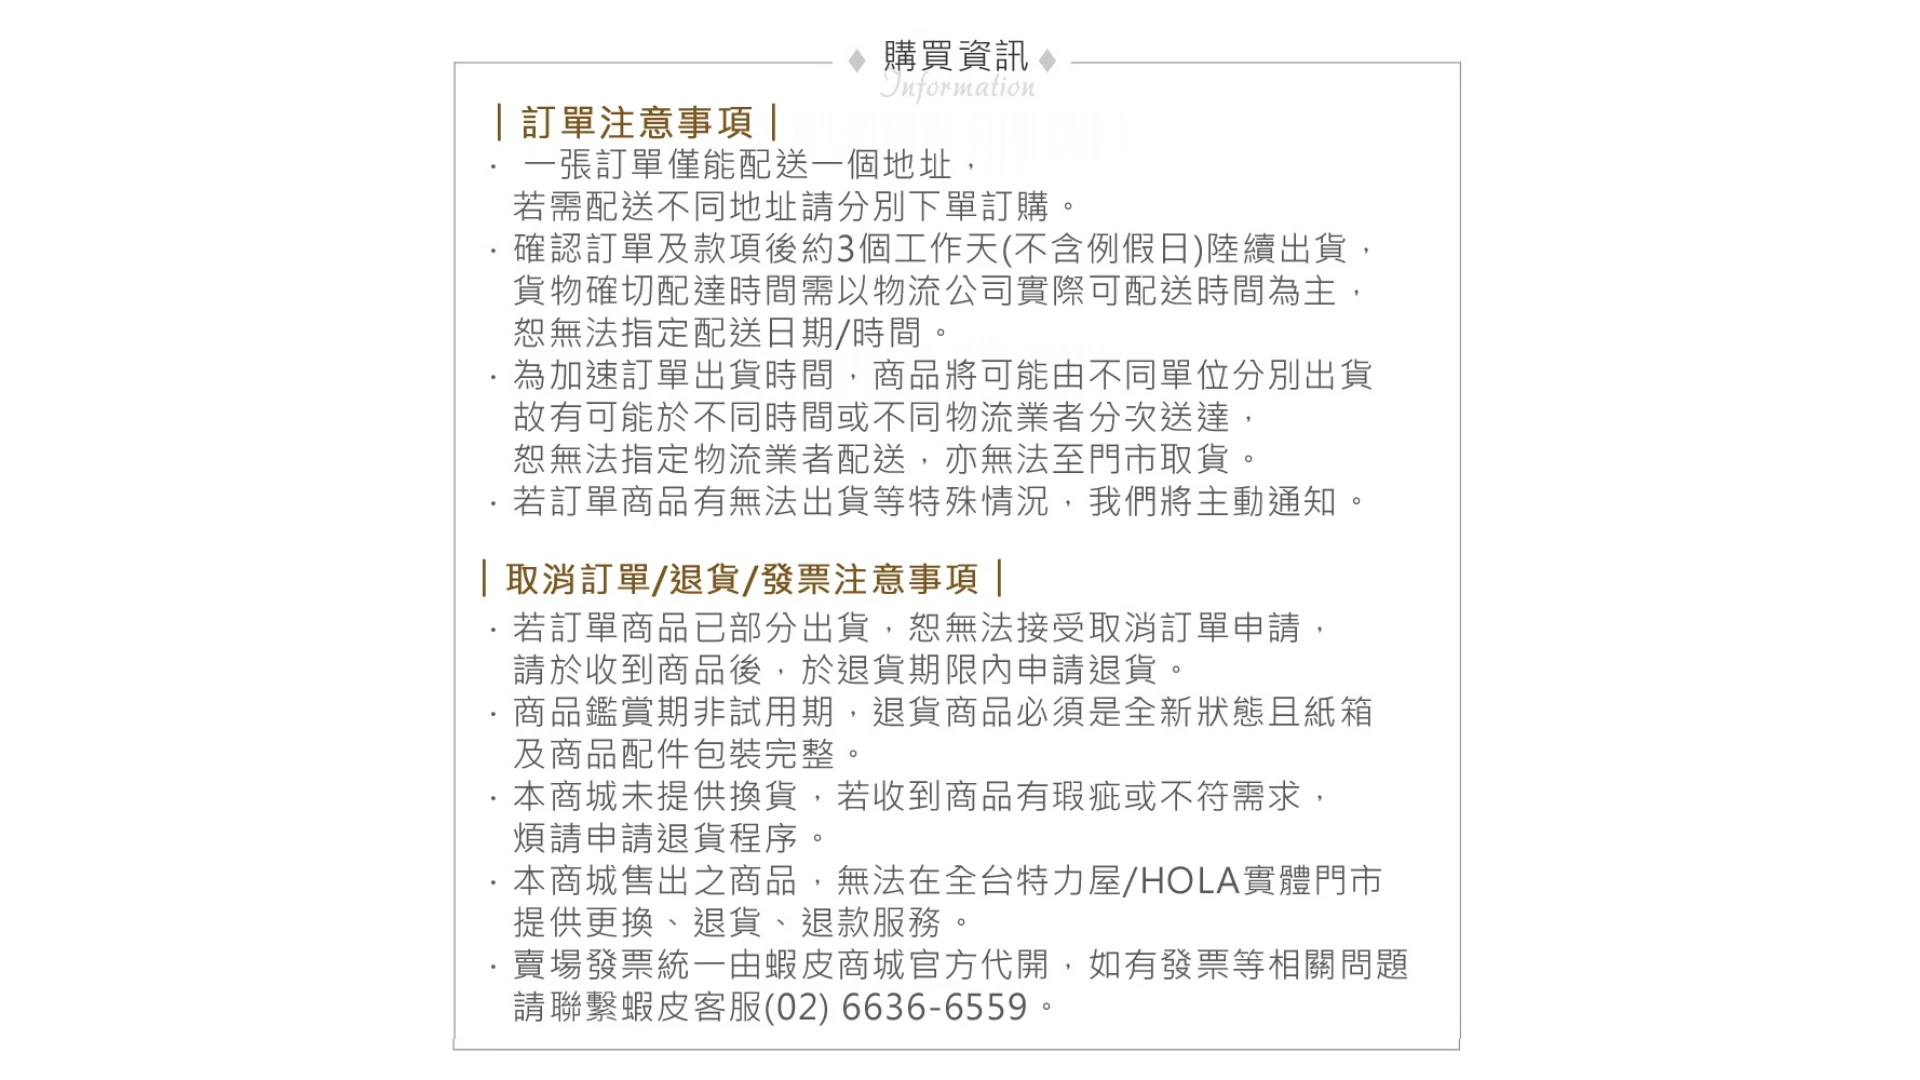 購買資訊
Information
|訂單注意事項|
· 一張訂單僅能配送一個地址，
若需配送不同地址請分別下單訂購。
· 確認訂單及款項後約3個工作天(不含例假日)陸續出貨，
貨物確切配達時間需以物流公司實際可配送時間為主，
恕無法指定配送日期/時間。
· 為加速訂單出貨時間，商品將可能由不同單位分別出貨
故有可能於不同時間或不同物流業者分次送達，
恕無法指定物流業者配送，亦無法至門市取貨。
· 若訂單商品有無法出貨等特殊情況，我們將主動通知。
|取消訂單/退貨/發票注意事項|
· 若訂單商品已部分出貨，恕無法接受取消訂單申請，
請於收到商品後，於退貨期限內申請退貨。
· 商品鑑賞期非試用期，退貨商品必須是全新狀態且紙箱
及商品配件包裝完整。
· 本商城未提供換貨，若收到商品有瑕疵或不符需求，
煩請申請退貨程序。
· 本商城售出之商品，無法在全台特力屋/HOLA實體門市
提供更換、退貨、退款服務。
· 賣場發票統一由蝦皮商城官方代開，如有發票等相關問題
請聯繫蝦皮客服(02) 6636-6559。